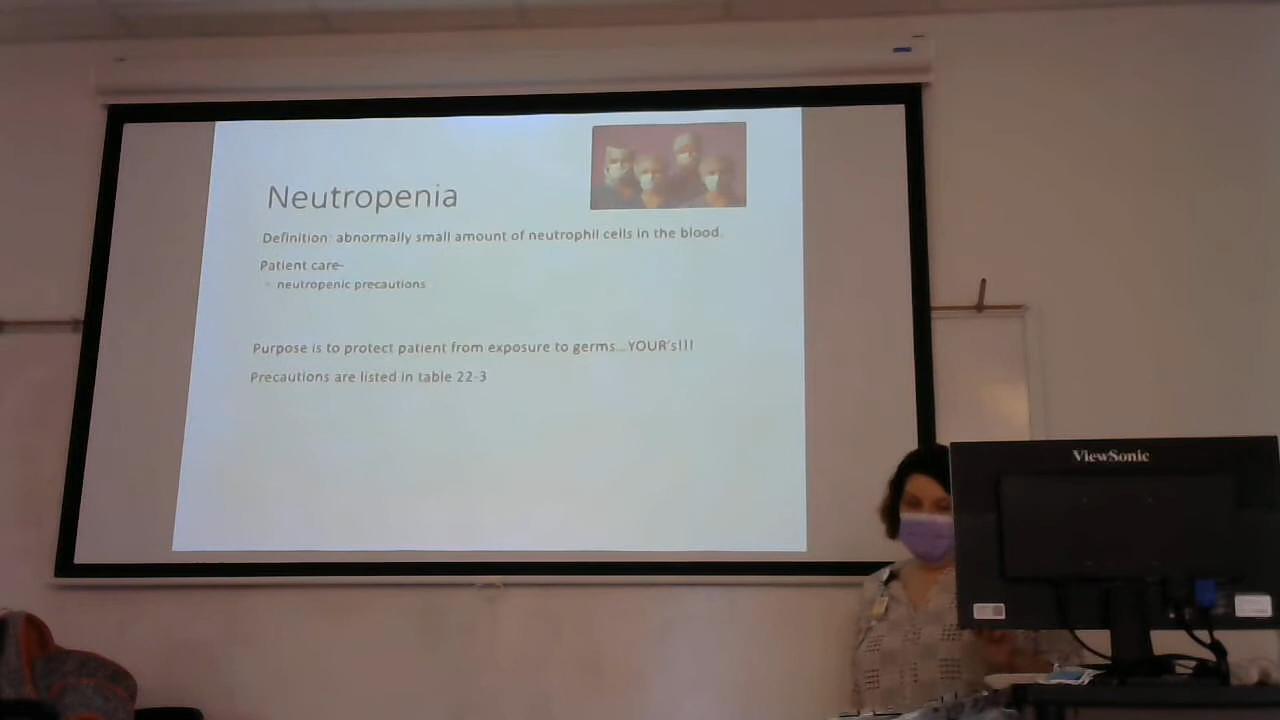 Neutropenia
Definition: abnormally small amount of neutrophil cells in the blood.
Patient care-
neutropenic precautions
Purpose is to protect patient from exposure to germs...YOUR's!!!
Precautions are listed in table 22-3
ViewSonic